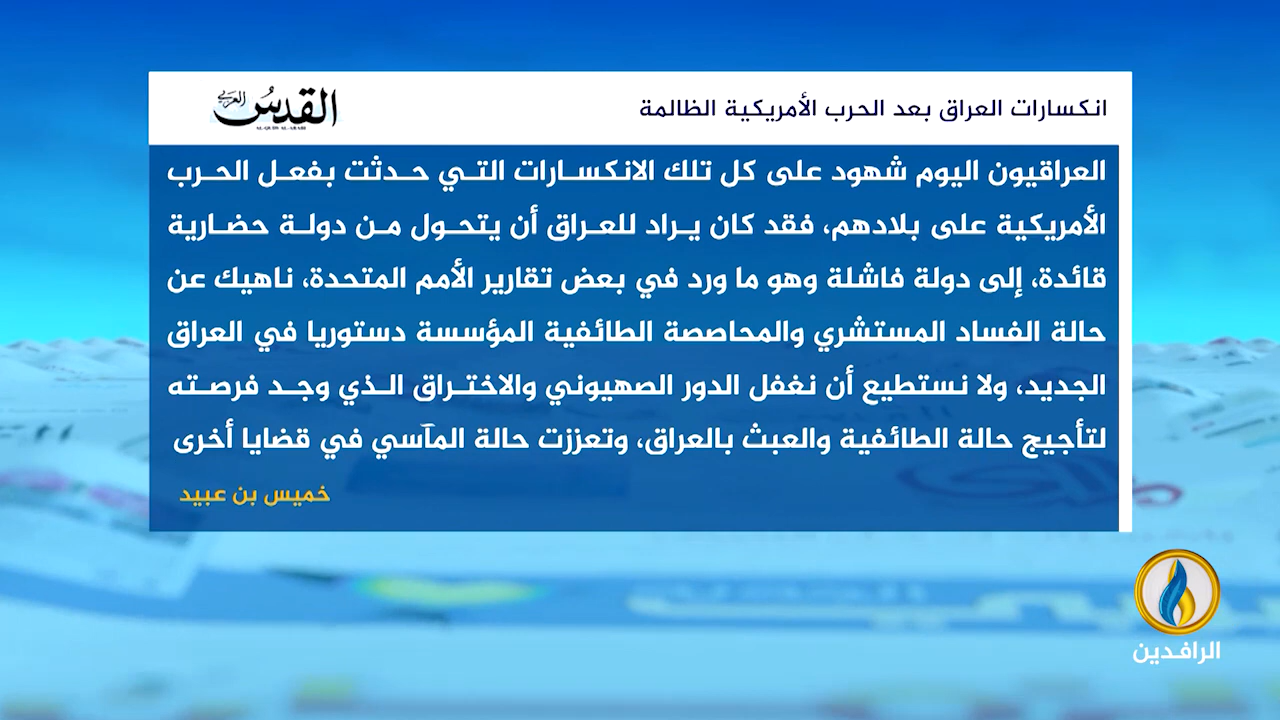 انكسارات العراق بعد الحرب الأمريكية الظالمة
القدس العربي
AL-QUDS AL-ARABI
العراقيون اليوم شهود على كل تلك الانكسارات التي حدثت بفعل الحرب
الأمريكية على بلادهم، فقد كان يراد للعراق أن يتحول من دولة حضارية
قائدة، إلى دولة فاشلة وهو ما ورد في بعض تقارير الأمم المتحدة، ناهيك عن
حالة الفساد المستشري والمحاصصة الطائفية المؤسسة دستوريا في العراق
الجديد، ولا نستطيع أن نغفل الدور الصهيوني والاختراق الذي وجد فرصته
لتأجيج حالة الطائفية والعبث بالعراق، وتعززت حالة المآسي في قضايا أخرى
خميس بن عبيد
الرافدين